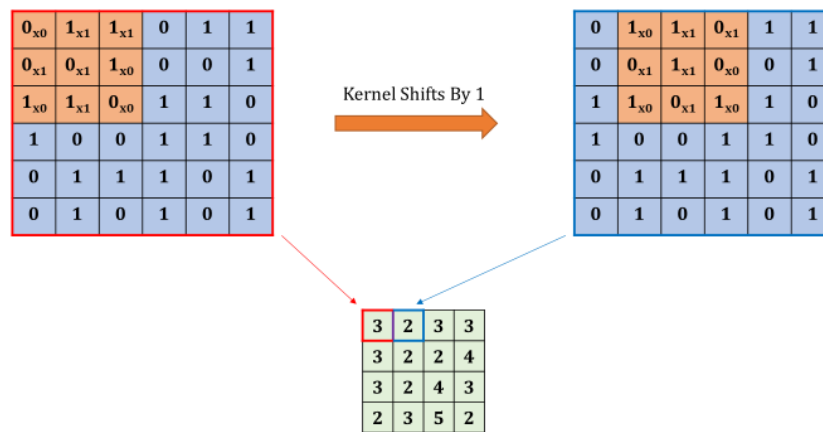 0x0 1x1 1x1 0 1 1
0x1 0x1 1x0 0 0 1
1x0 1x1 0x0 1 1 0
1 0 0 1 1 0
0 1 1 1 0 1
0 1 0 1 0 1
Kernel Shifts By 1
0 1x0 1x1 0x1 1 1
0 0x1 1x1 0x0 0 1
1 1x0 0x1 1x0 1 0
1 0 0 1 1 0
0 1 1 1 0 1
0 1 0 1 0 1
3 2 3 3
3 2 2 4
3 2 4 3
2 3 5 2